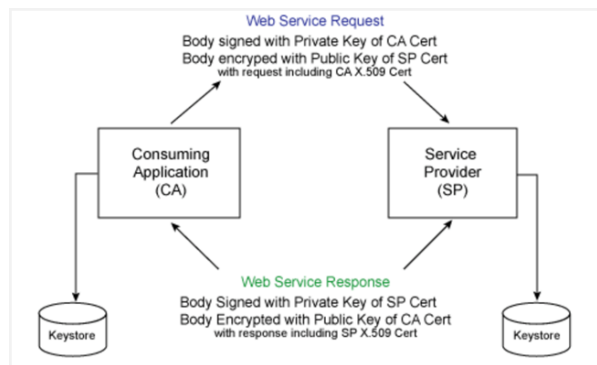 Web Service Request
Body signed with Private Key of CA Cert
Body encryped with Public Key of SP Cert
with request including CA X.509 Cert
Consuming
Application
(CA)
Service
Provider
(SP)
Web Service Response
Body Signed with Private Key of SP Cert
Body Encrypted with Public Key of CA Cert
with response including SP X.509 Cert
Keystore
Keystore